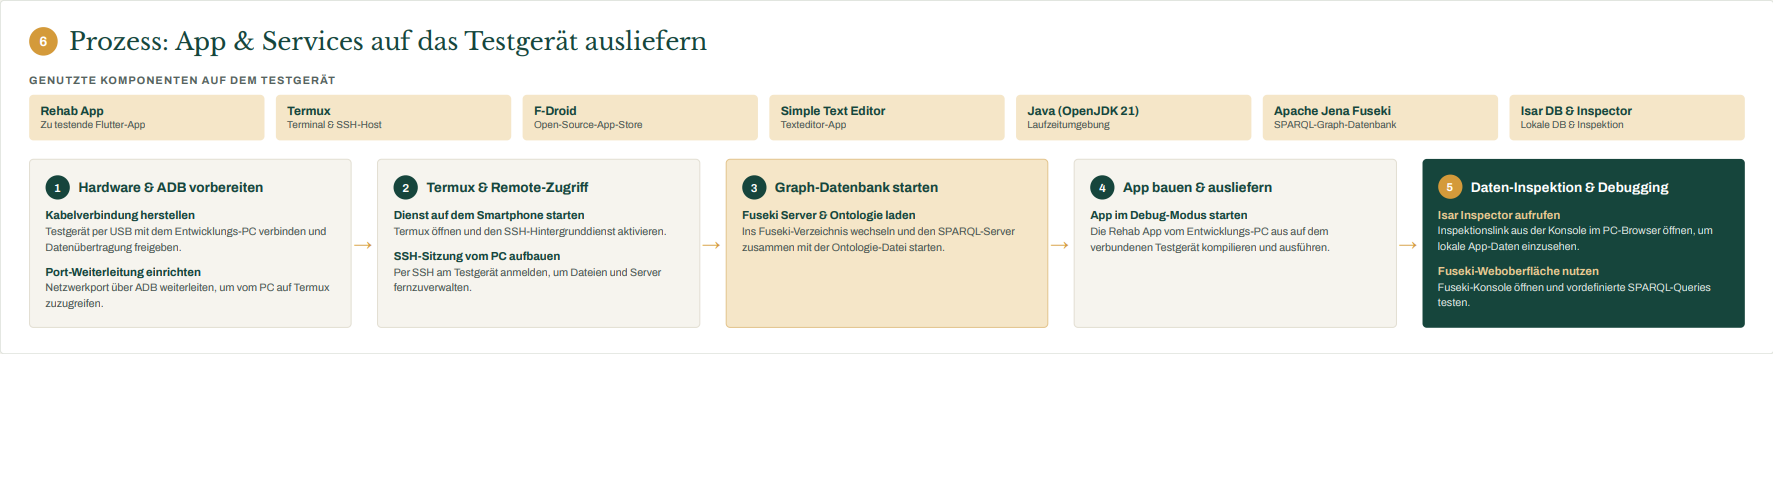 6 Prozess: App & Services auf das Testgerät ausliefern
GENUTZTE KOMPONENTEN AUF DEM TESTGERÄT
Rehab App
Zu testende Flutter-App
Termux
Terminal & SSH-Host
F-Droid
Open-Source-App-Store
Simple Text Editor
Texteditor-App
Java (OpenJDK 21)
Laufzeitumgebung
Apache Jena Fuseki
SPARQL-Graph-Datenbank
Isar DB & Inspector
Lokale DB & Inspektion
1 Hardware & ADB vorbereiten
Kabelverbindung herstellen
Testgerät per USB mit dem Entwicklungs-PC verbinden und
Datenübertragung freigeben.
Port-Weiterleitung einrichten
Netzwerkport über ADB weiterleiten, um vom PC auf Termux
zuzugreifen.
→
2 Termux & Remote-Zugriff
Dienst auf dem Smartphone starten
Termux öffnen und den SSH-Hintergrunddienst aktivieren.
SSH-Sitzung vom PC aufbauen
Per SSH am Testgerät anmelden, um Dateien und Server
fernzuverwalten.
→
3 Graph-Datenbank starten
Fuseki Server & Ontologie laden
Ins Fuseki-Verzeichnis wechseln und den SPARQL-Server
zusammen mit der Ontologie-Datei starten.
→
4 App bauen & ausliefern
App im Debug-Modus starten
Die Rehab App vom Entwicklungs-PC aus auf dem
verbundenen Testgerät kompilieren und ausführen.
→
5 Daten-Inspektion & Debugging
Isar Inspector aufrufen
Inspektionslink aus der Konsole im PC-Browser öffnen, um
lokale App-Daten einzusehen.
Fuseki-Weboberfläche nutzen
Fuseki-Konsole öffnen und vordefinierte SPARQL-Queries
testen.